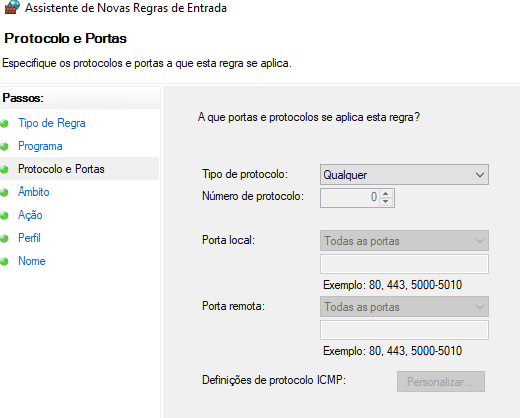 Assistente de Novas Regras de Entrada
Protocolo e Portas
Especifique os protocolos e portas a que esta regra se aplica.
Passos:
Tipo de Regra
Programa
Protocolo e Portas
Âmbito
Ação
Perfil
Nome
A que portas e protocolos se aplica esta regra?
Tipo de protocolo: Qualquer
Número de protocolo: 0
Porta local: Todas as portas
Exemplo: 80, 443, 5000-5010
Porta remota: Todas as portas
Exemplo: 80, 443, 5000-5010
Definições de protocolo ICMP: Personalizar...